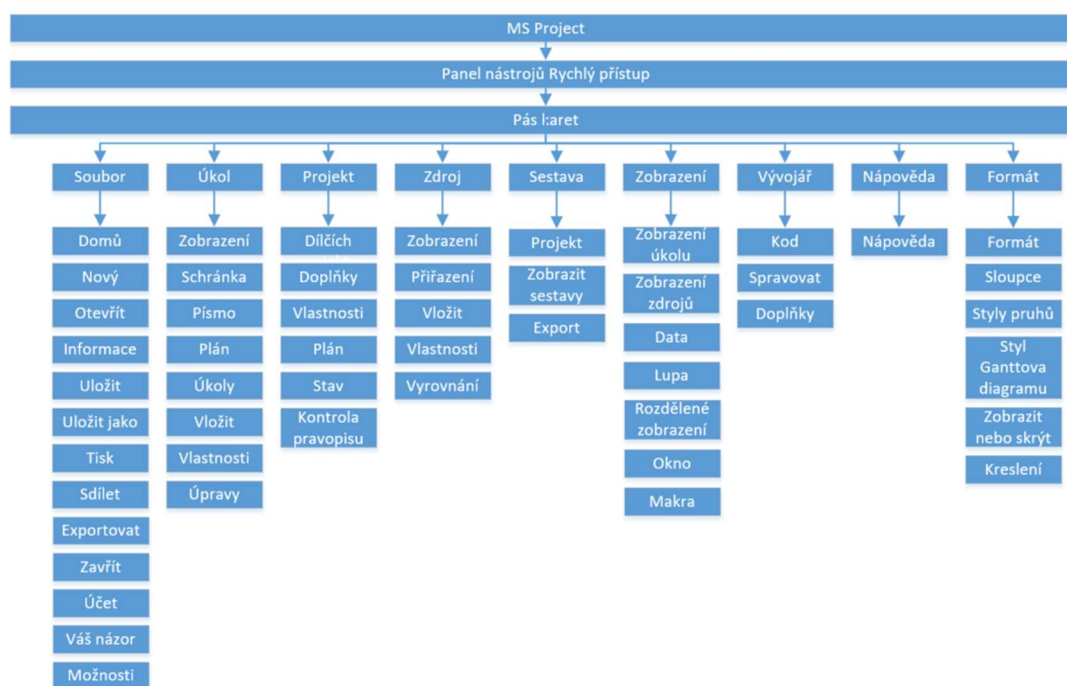 MS Project
Panel nástrojů Rychlý přístup
Pás karet
Soubor
Úkol
Projekt
Zdroj
Sestava
Zobrazení
Vývojář
Nápověda
Formát
Domů
Nový
Otevřít
Informace
Uložit
Uložit jako
Tisk
Sdílet
Exportovat
Zavřít
Účet
Váš názor
Možnosti
Zobrazení
Schránka
Písmo
Plán
Úkoly
Vložit
Vlastnosti
Úpravy
Dílčích
Doplňky
Vlastnosti
Plán
Stav
Kontrola
pravopisu
Zobrazení
Přiřazení
Vložit
Vlastnosti
Vyrovnání
Projekt
Zobrazit
sestavy
Export
Zobrazení
úkolu
Zobrazení
zdrojů
Data
Lupa
Rozdělené
zobrazení
Okno
Makra
Kod
Spravovat
Doplňky
Nápověda
Formát
Sloupce
Styly pruhů
Styl
Ganttova
diagramu
Zobrazit
nebo skrýt
Kreslení